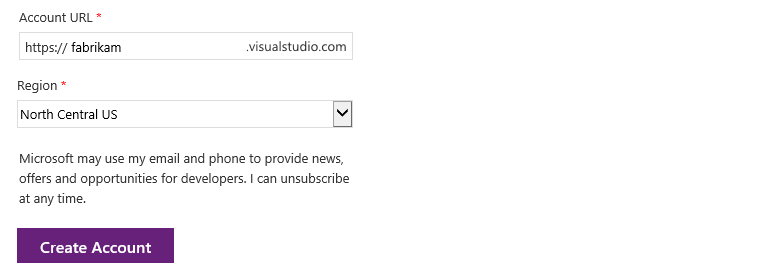 Account URL *
https:// fabrikam .visualstudio.com
Region *
North Central US
Microsoft may use my email and phone to provide news,
offers and opportunities for developers. I can unsubscribe
at any time.
Create Account